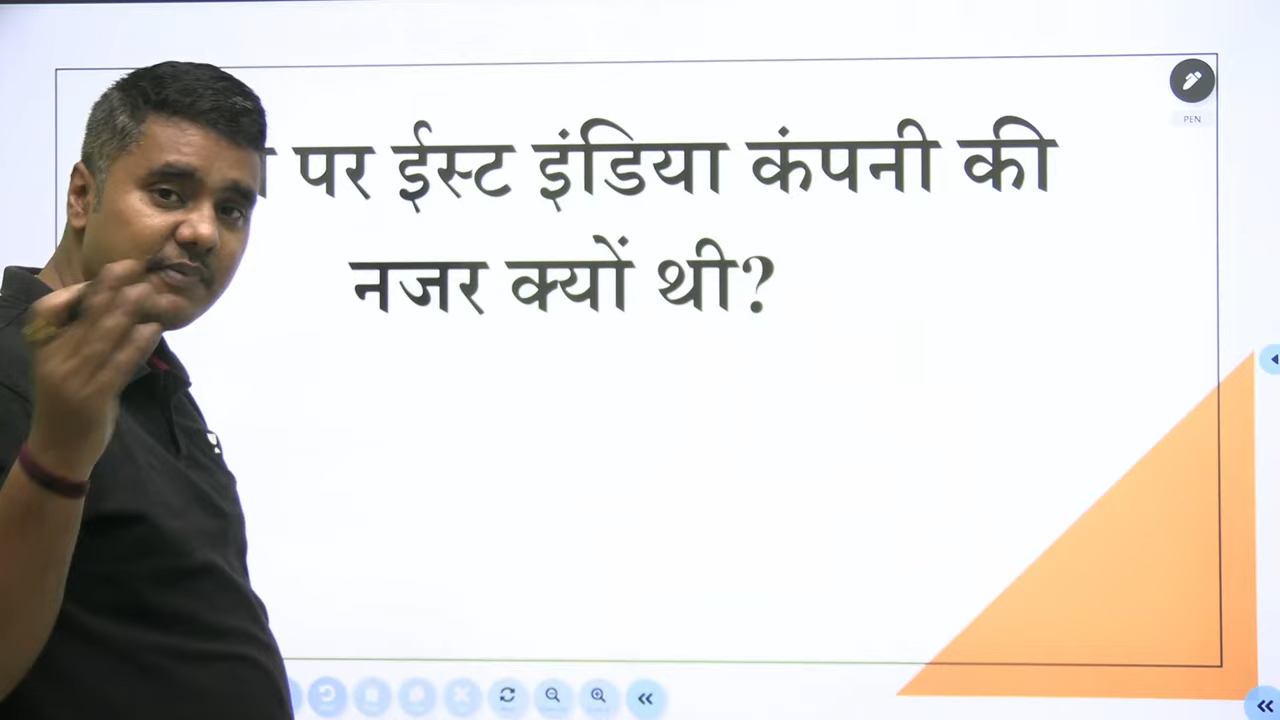 पर ईस्ट इंडिया कंपनी की
नजर क्यों थी?
PEN